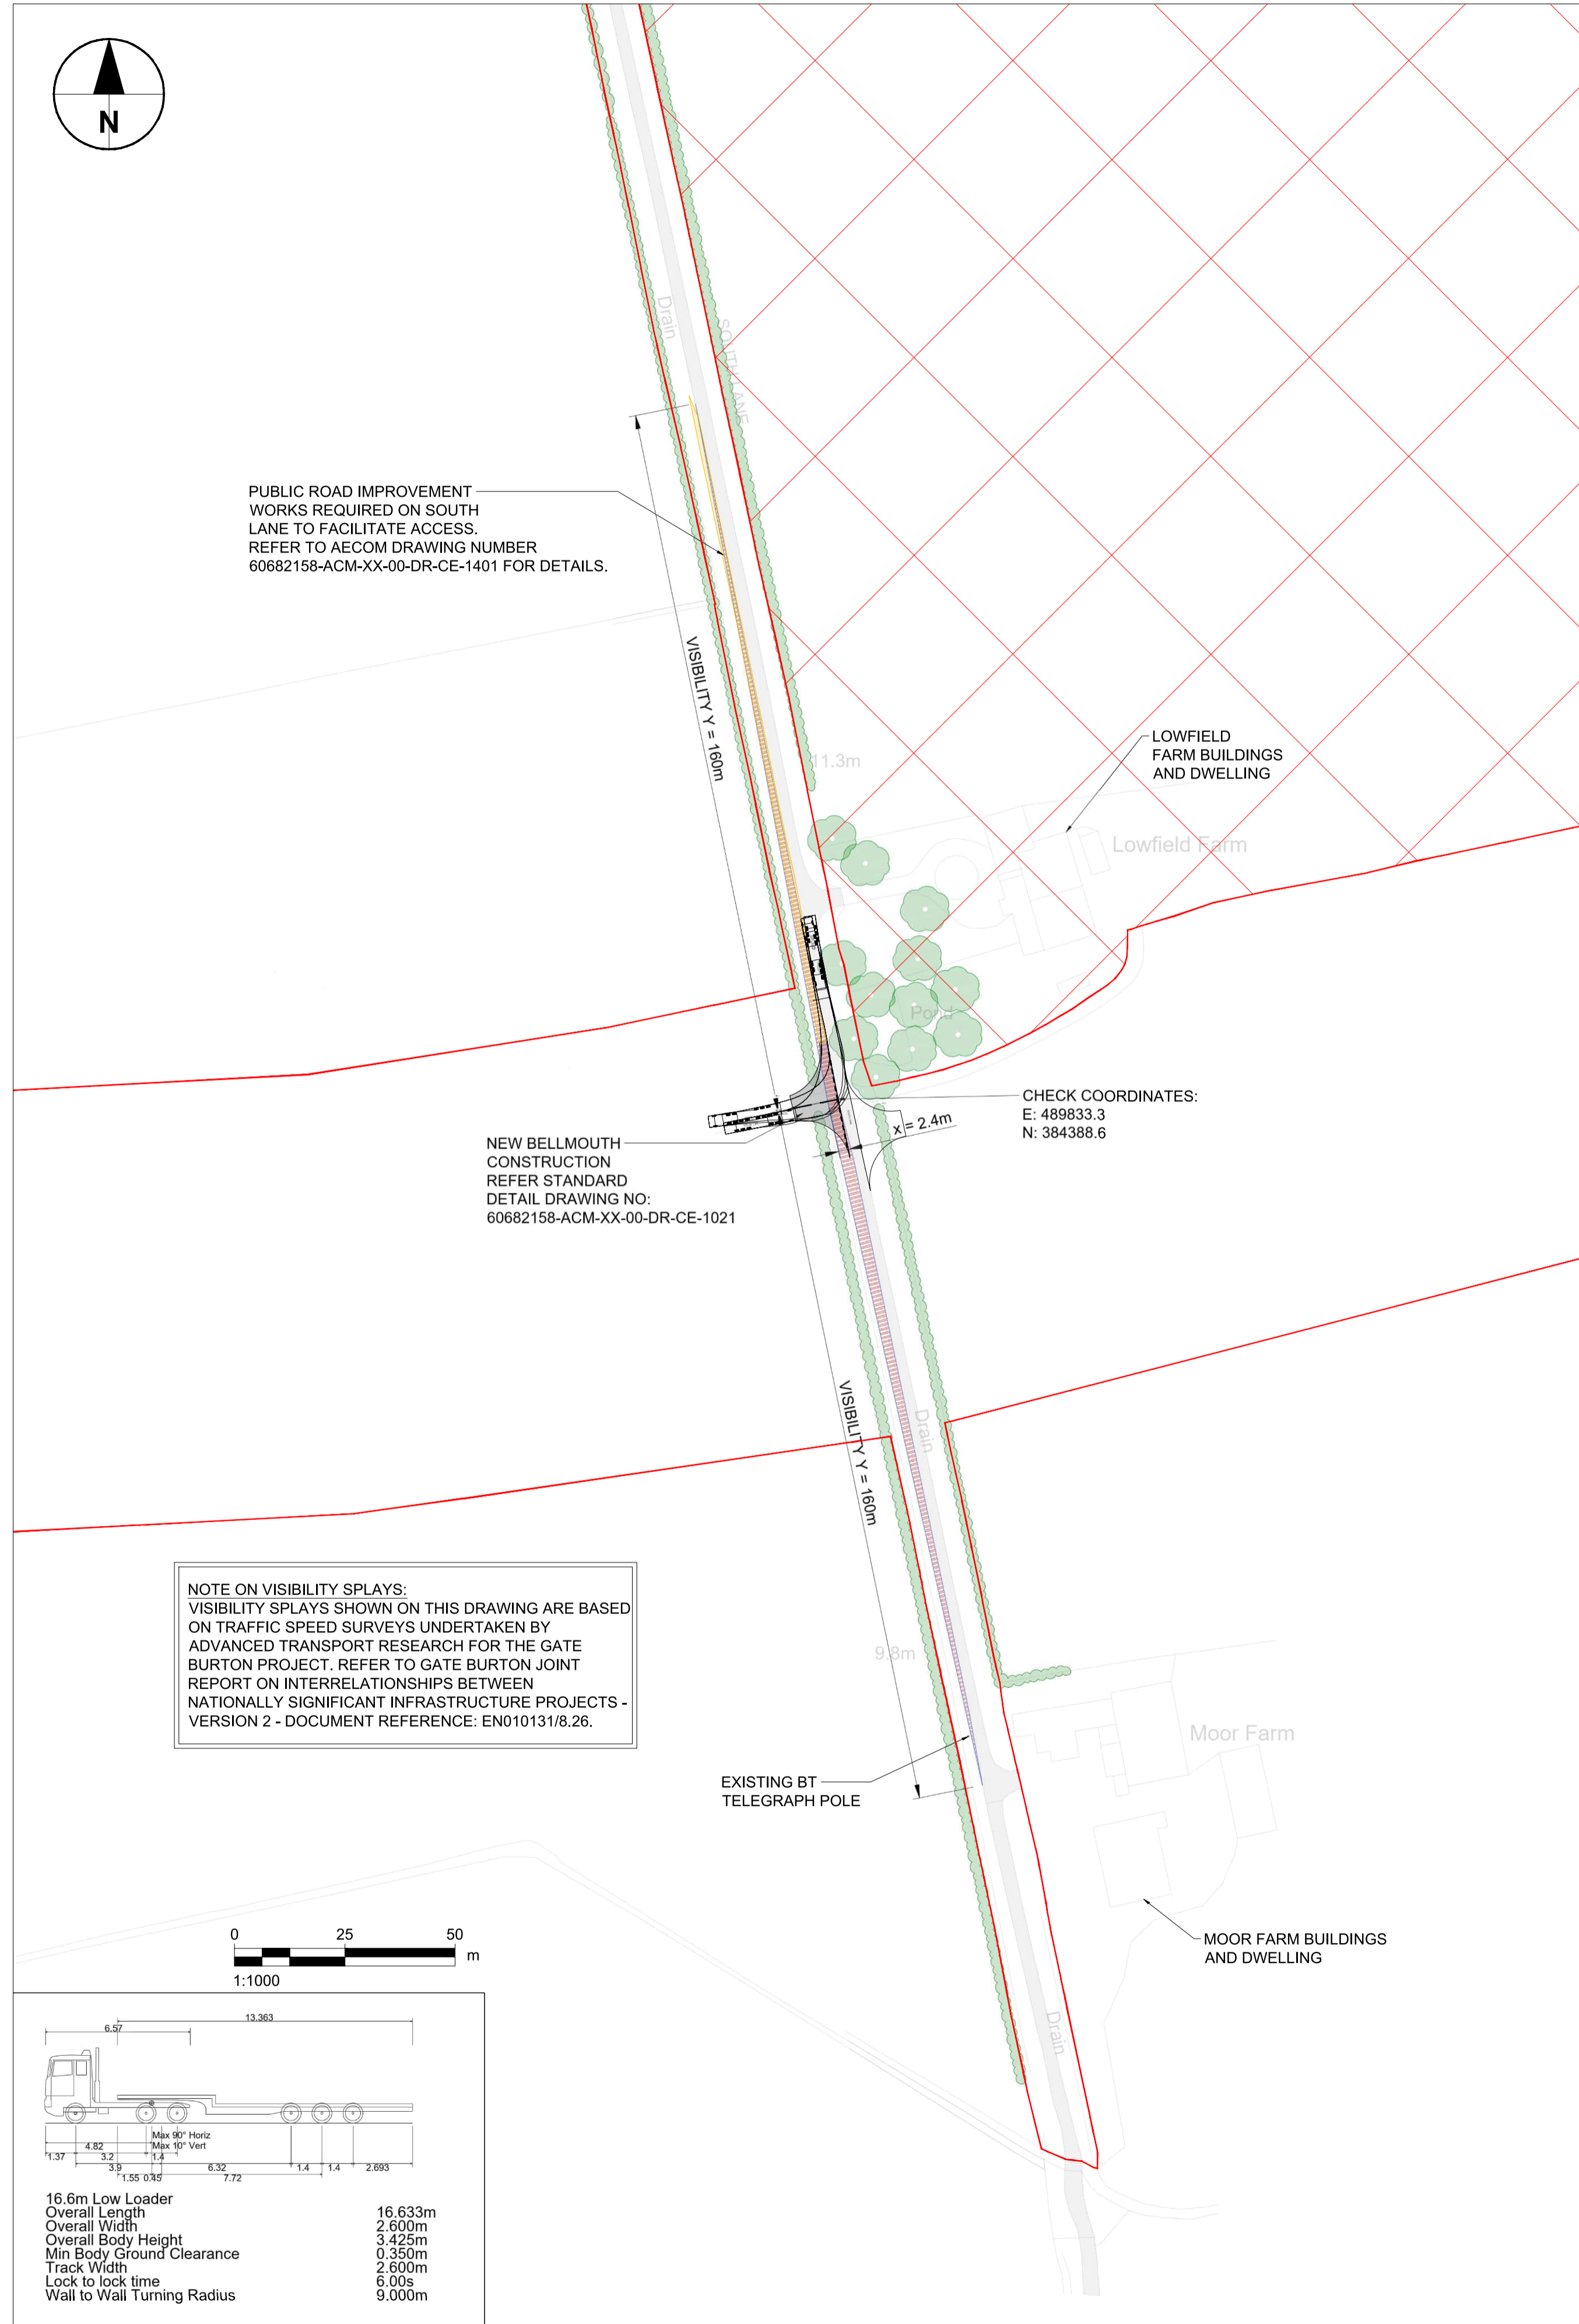 N
Drain
SOUTH LANE
PUBLIC ROAD IMPROVEMENT
WORKS REQUIRED ON SOUTH
LANE TO FACILITATE ACCESS.
REFER TO AECOM DRAWING NUMBER
60682158-ACM-XX-00-DR-CE-1401 FOR DETAILS.
VISIBILITY Y = 160m
11.3m
LOWFIELD
FARM BUILDINGS
AND DWELLING
Lowfield Farm
Pond
CHECK COORDINATES:
E: 489833.3
N: 384388.6
x = 2.4m
NEW BELLMOUTH
CONSTRUCTION
REFER STANDARD
DETAIL DRAWING NO:
60682158-ACM-XX-00-DR-CE-1021
VISIBILITY Y = 160m
Drain
NOTE ON VISIBILITY SPLAYS:
VISIBILITY SPLAYS SHOWN ON THIS DRAWING ARE BASED
ON TRAFFIC SPEED SURVEYS UNDERTAKEN BY
ADVANCED TRANSPORT RESEARCH FOR THE GATE
BURTON PROJECT. REFER TO GATE BURTON JOINT
REPORT ON INTERRELATIONSHIPS BETWEEN
NATIONALLY SIGNIFICANT INFRASTRUCTURE PROJECTS -
VERSION 2 - DOCUMENT REFERENCE: EN010131/8.26.
9.8m
Moor Farm
EXISTING BT
TELEGRAPH POLE
MOOR FARM BUILDINGS
AND DWELLING
Drain
0 25 50
m
1:1000
13.363
6.57
Max 90° Horiz
Max 10° Vert
4.82
1.37 3.2 1.4
3.9 6.32 1.4 1.4 2.693
1.55 0.45 7.72
16.6m Low Loader
Overall Length 16.633m
Overall Width 2.600m
Overall Body Height 3.425m
Min Body Ground Clearance 0.350m
Track Width 2.600m
Lock to lock time 6.00s
Wall to Wall Turning Radius 9.000m